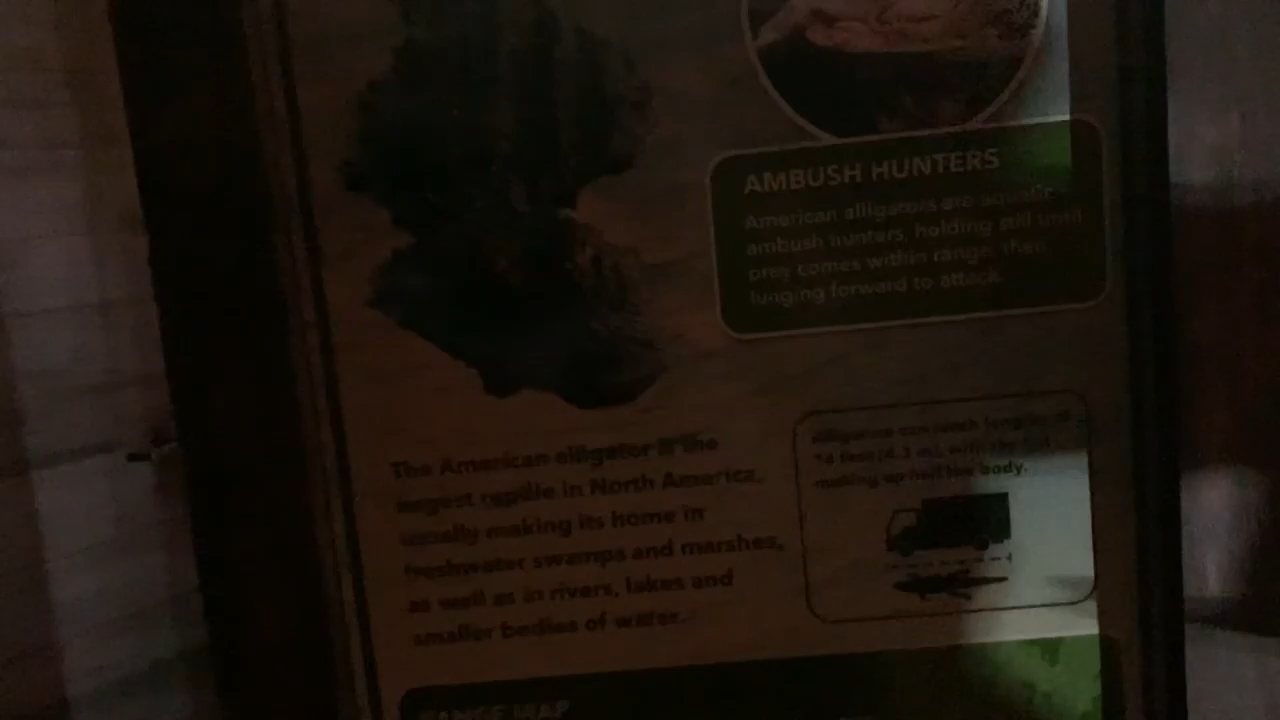 AMBUSH HUNTERS
American alligators are aquatic
ambush hunters, holding still until
prey comes within range, then
lunging forward to attack.
The American alligator is the
largest reptile in North America,
usually making its home in
freshwater swamps and marshes,
as well as in rivers, lakes and
smaller bodies of water.
Alligators can reach lengths of
14 feet (4.3 m), with the tail
making up half the body.
RANGE MAP